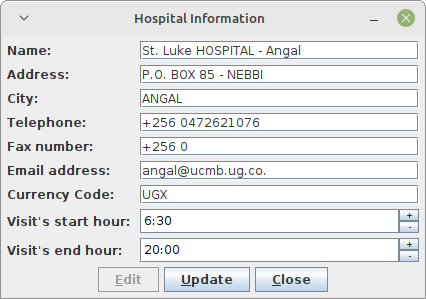 Hospital Information
Name: St. Luke HOSPITAL - Angal
Address: P.O. BOX 85 - NEBBI
City: ANGAL
Telephone: +256 0472621076
Fax number: +256 0
Email address: angal@ucmb.ug.co.
Currency Code: UGX
Visit's start hour: 6:30 + -
Visit's end hour: 20:00 + -
Edit Update Close